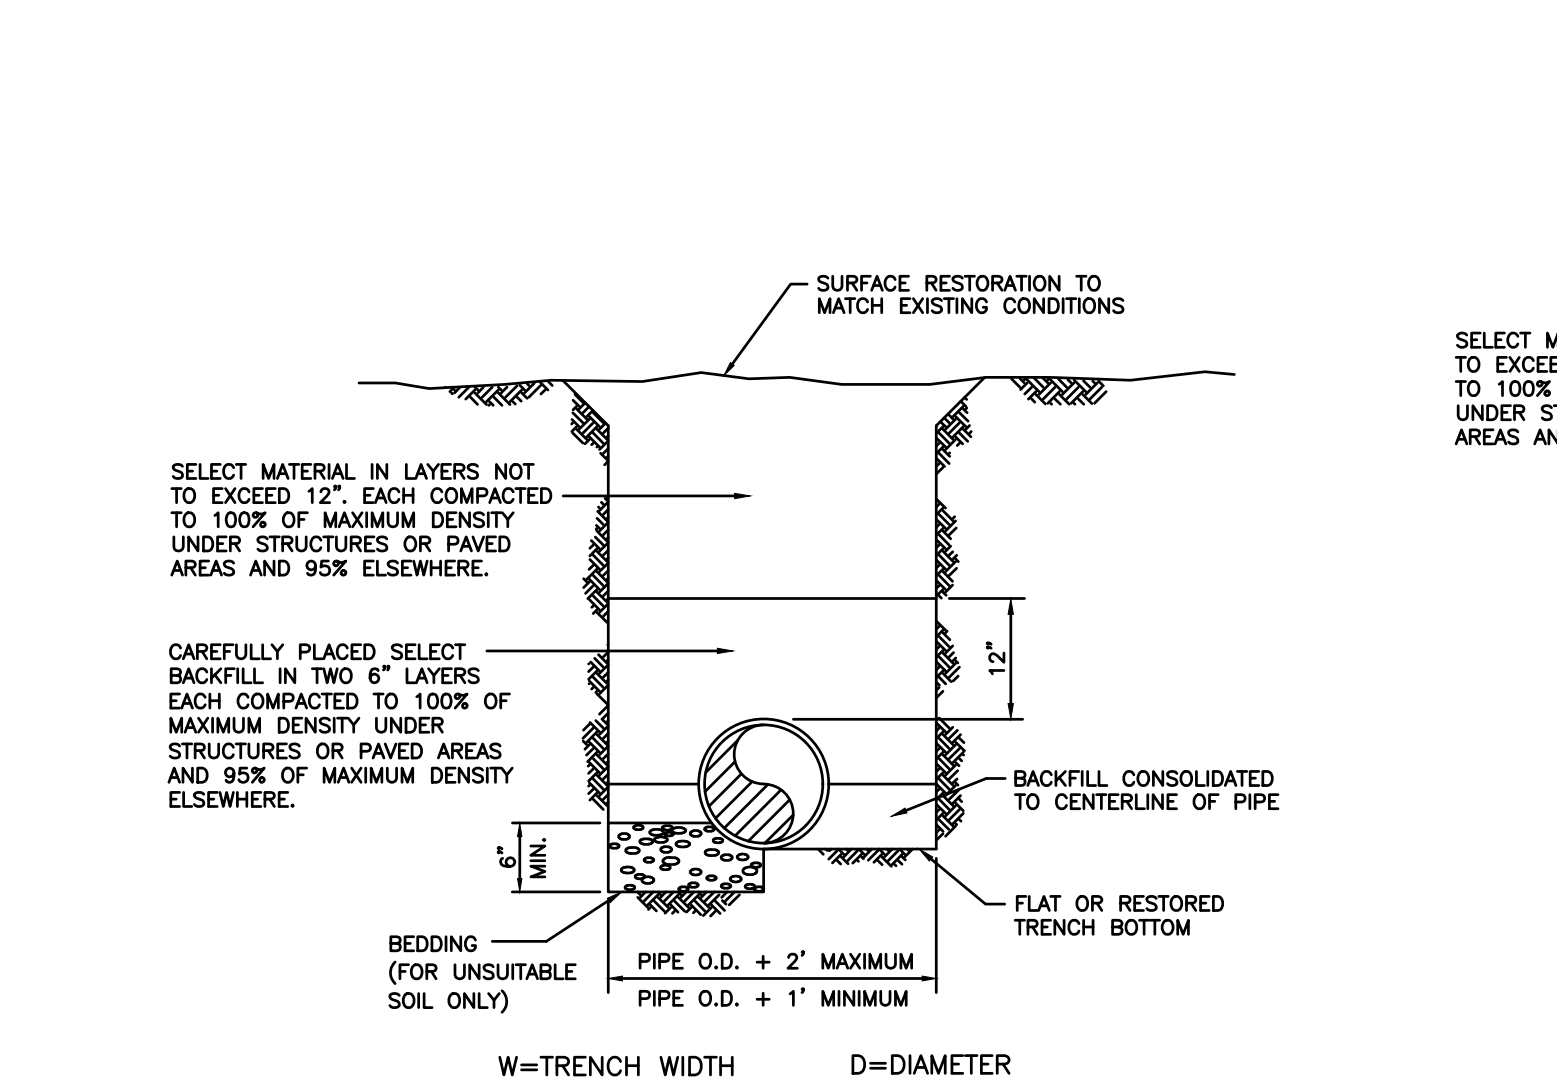 SURFACE RESTORATION TO
MATCH EXISTING CONDITIONS
SELECT MATERIAL IN LAYERS NOT
TO EXCEED 12". EACH COMPACTED
TO 100% OF MAXIMUM DENSITY
UNDER STRUCTURES OR PAVED
AREAS AND 95% ELSEWHERE.
CAREFULLY PLACED SELECT
BACKFILL IN TWO 6" LAYERS
EACH COMPACTED TO 100% OF
MAXIMUM DENSITY UNDER
STRUCTURES OR PAVED AREAS
AND 95% OF MAXIMUM DENSITY
ELSEWHERE.
12"
BACKFILL CONSOLIDATED
TO CENTERLINE OF PIPE
6"
MIN.
FLAT OR RESTORED
TRENCH BOTTOM
BEDDING
(FOR UNSUITABLE
SOIL ONLY)
PIPE O.D. + 2' MAXIMUM
PIPE O.D. + 1' MINIMUM
W=TRENCH WIDTH
D=DIAMETER
SELECT
TO
TO 100%
UNDER
AREAS